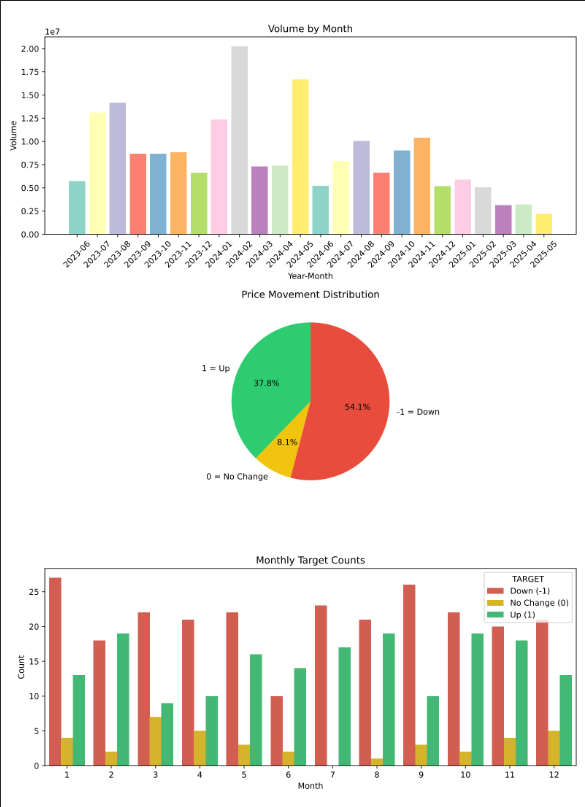 Volume by Month
1e7
2.00
1.75
1.50
1.25
1.00
0.75
0.50
0.25
0.00
Volume
2023-06
2023-07
2023-08
2023-09
2023-10
2023-11
2023-12
2024-01
2024-02
2024-03
2024-04
2024-05
2024-06
2024-07
2024-08
2024-09
2024-10
2024-11
2024-12
2025-01
2025-02
2025-03
2025-04
2025-05
Year-Month
Price Movement Distribution
1 = Up
37.8%
54.1%
-1 = Down
8.1%
0 = No Change
Monthly Target Counts
TARGET
Down (-1)
No Change (0)
Up (1)
25
20
15
10
5
0
Count
1 2 3 4 5 6 7 8 9 10 11 12
Month